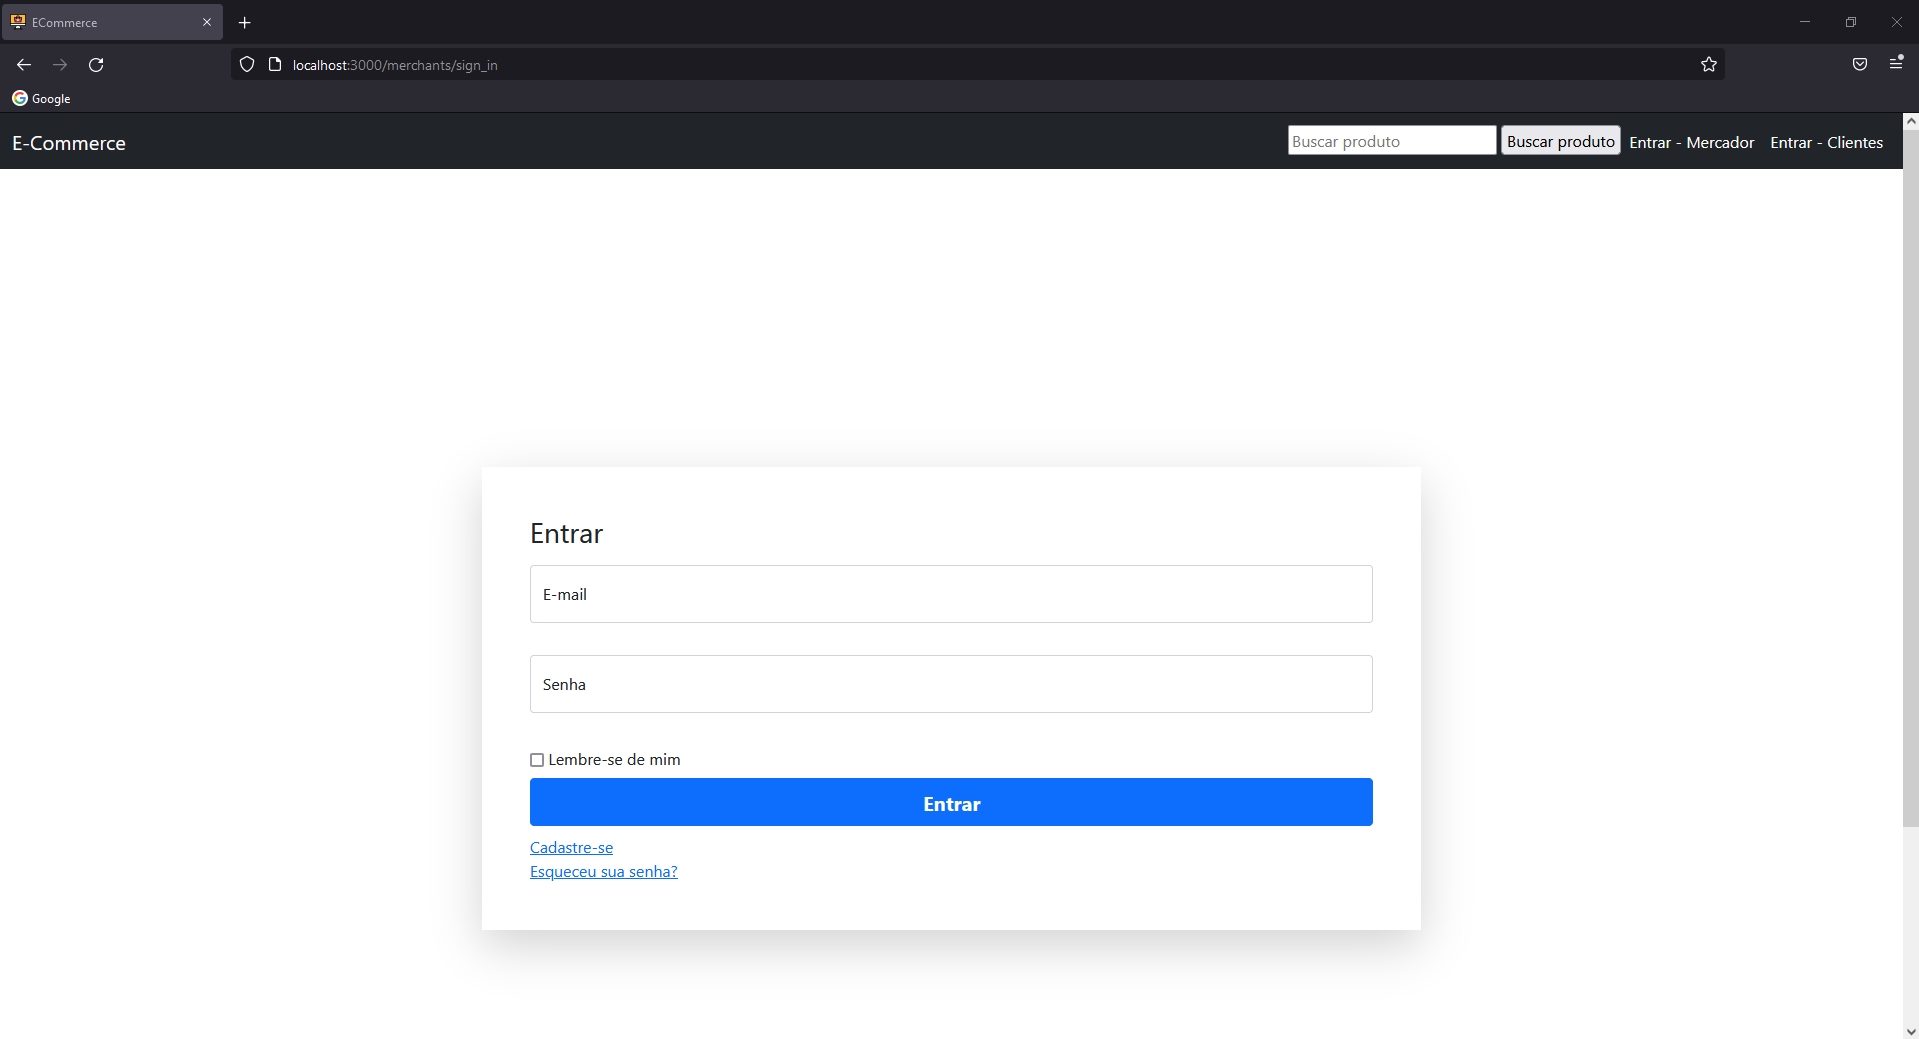 ECommerce
localhost:3000/merchants/sign_in
Google
E-Commerce
Buscar produto
Buscar produto
Entrar - Mercador
Entrar - Clientes
Entrar
E-mail
Senha
Lembre-se de mim
Entrar
Cadastre-se
Esqueceu sua senha?